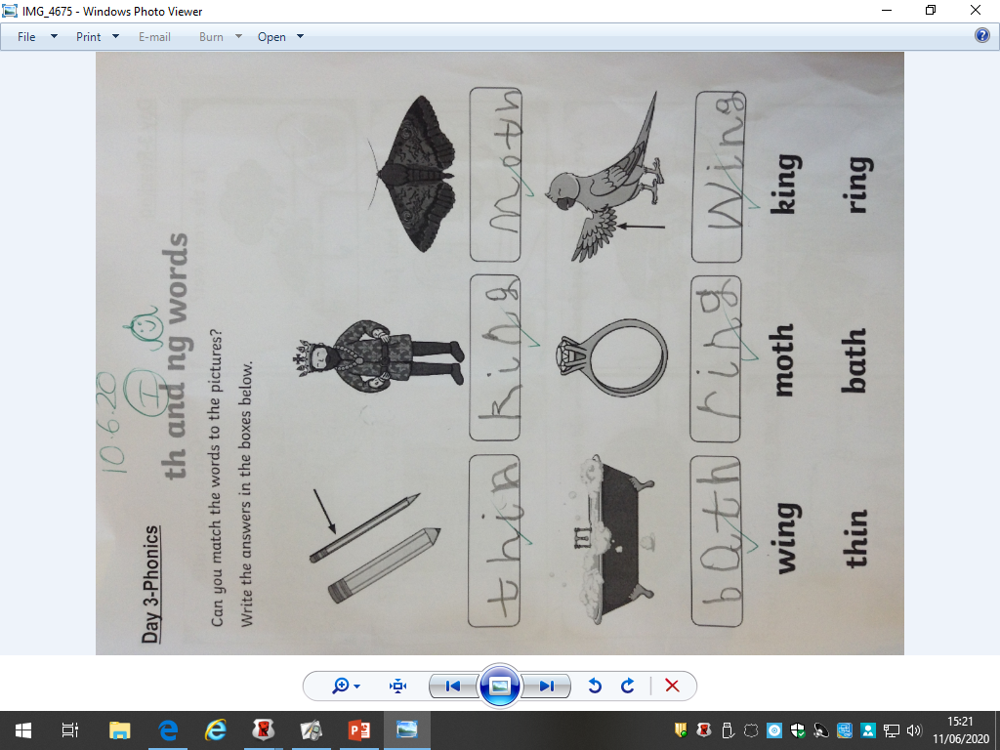 IMG_4675 - Windows Photo Viewer
File Print E-mail Burn Open
10.6.20
I
Day 3-Phonics
th and ng words
Can you match the words to the pictures?
Write the answers in the boxes below.
thin king moth
bath ring wing
wing moth king
thin bath ring
15:21
11/06/2020